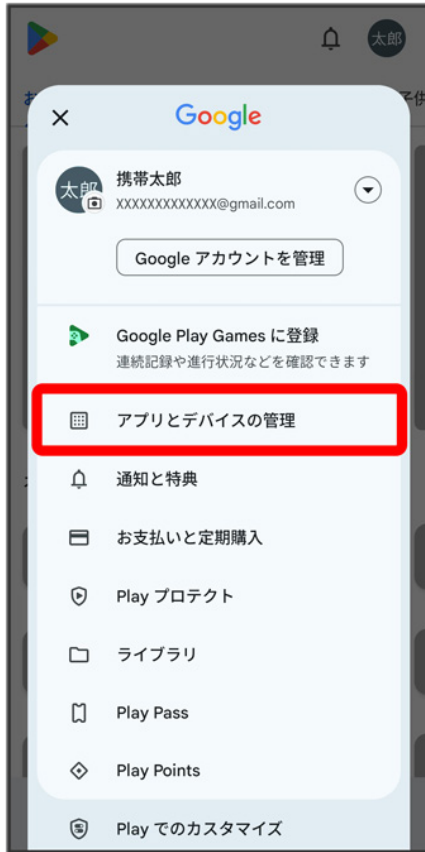 太郎
Google
太郎
携帯太郎
XXXXXXXXXXXXX@gmail.com
Google アカウントを管理
Google Play Games に登録
連続記録や進行状況などを確認できます
アプリとデバイスの管理
通知と特典
お支払いと定期購入
Play プロテクト
ライブラリ
Play Pass
Play Points
Play でのカスタマイズ